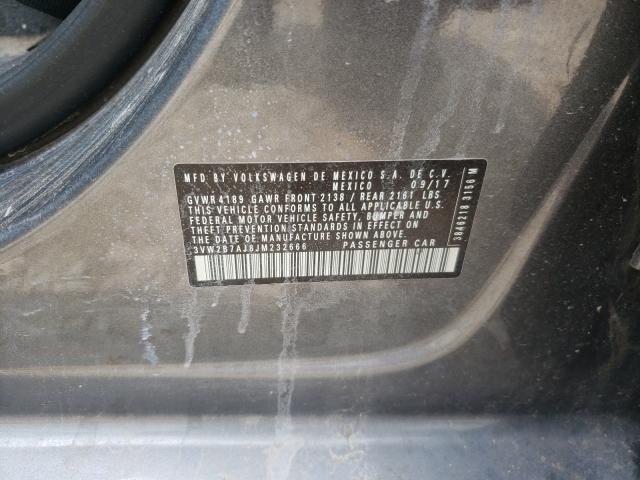 MFD BY VOLKSWAGEN DE MEXICO S.A. DE C.V.
MEXICO 09/17
GVWR 4189 GAWR FRONT 2138 / REAR 2161 LBS
THIS VEHICLE CONFORMS TO ALL APPLICABLE U.S.
FEDERAL MOTOR VEHICLE SAFETY, BUMPER AND
THEFT PREVENTION STANDARDS IN EFFECT ON
THE DATE OF MANUFACTURE SHOWN ABOVE.
3VW2B7AJ8JM232666 PASSENGER CAR
3846218 3156 M